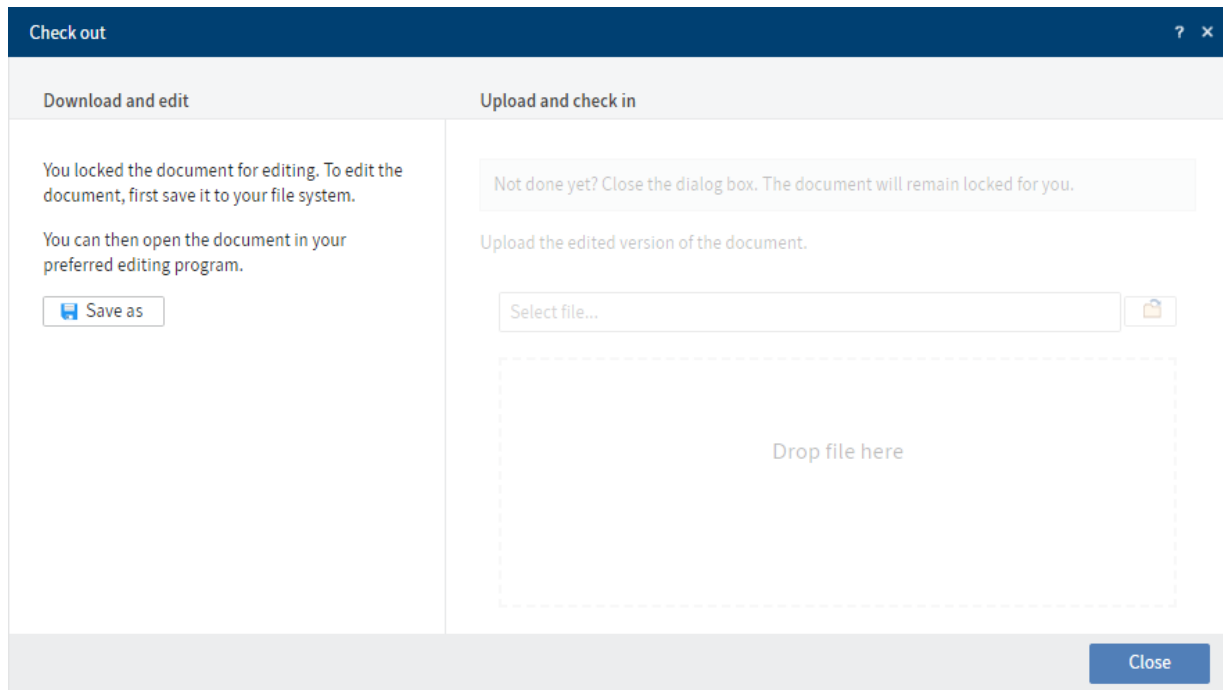 Check out
? ×
Download and edit
Upload and check in
You locked the document for editing. To edit the
document, first save it to your file system.
You can then open the document in your
preferred editing program.
Save as
Not done yet? Close the dialog box. The document will remain locked for you.
Upload the edited version of the document.
Select file...
Drop file here
Close